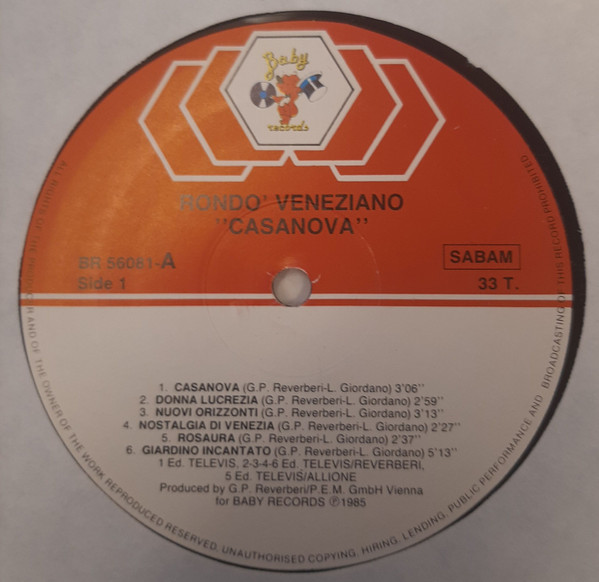 Baby
records
RONDO' VENEZIANO
"CASANOVA"
BR 56081-A
Side 1
SABAM
33 T.
1. CASANOVA (G.P. Reverberi-L. Giordano) 3'06"
2. DONNA LUCREZIA (G.P. Reverberi-L. Giordano) 2'59"
3. NUOVI ORIZZONTI (G.P. Reverberi-L. Giordano) 3'13"
4. NOSTALGIA DI VENEZIA (G.P. Reverberi-L. Giordano) 2'27"
5. ROSAURA (G.P. Reverberi-L. Giordano) 2'37"
6. GIARDINO INCANTATO (G.P. Reverberi-L. Giordano) 5'13"
1 Ed. TELEVIS, 2-3-4-6 Ed. TELEVIS/REVERBERI,
5 Ed. TELEVIS/ALLIONE
Produced by G.P. Reverberi/P.E.M. GmbH Vienna
for BABY RECORDS ℗1985
ALL RIGHTS OF THE PRODUCER AND OF THE OWNER OF THE WORK REPRODUCED RESERVED. UNAUTHORISED COPYING, HIRING, LENDING, PUBLIC PERFORMANCE AND BROADCASTING OF THIS RECORD PROHIBITED